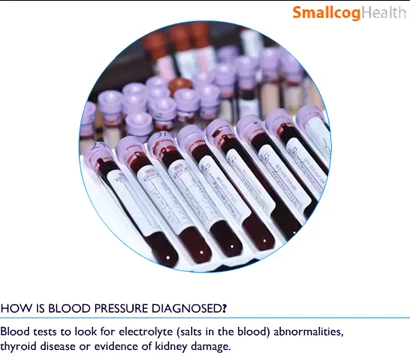 SmallcogHealth
HOW IS BLOOD PRESSURE DIAGNOSED?
Blood tests to look for electrolyte (salts in the blood) abnormalities,
thyroid disease or evidence of kidney damage.